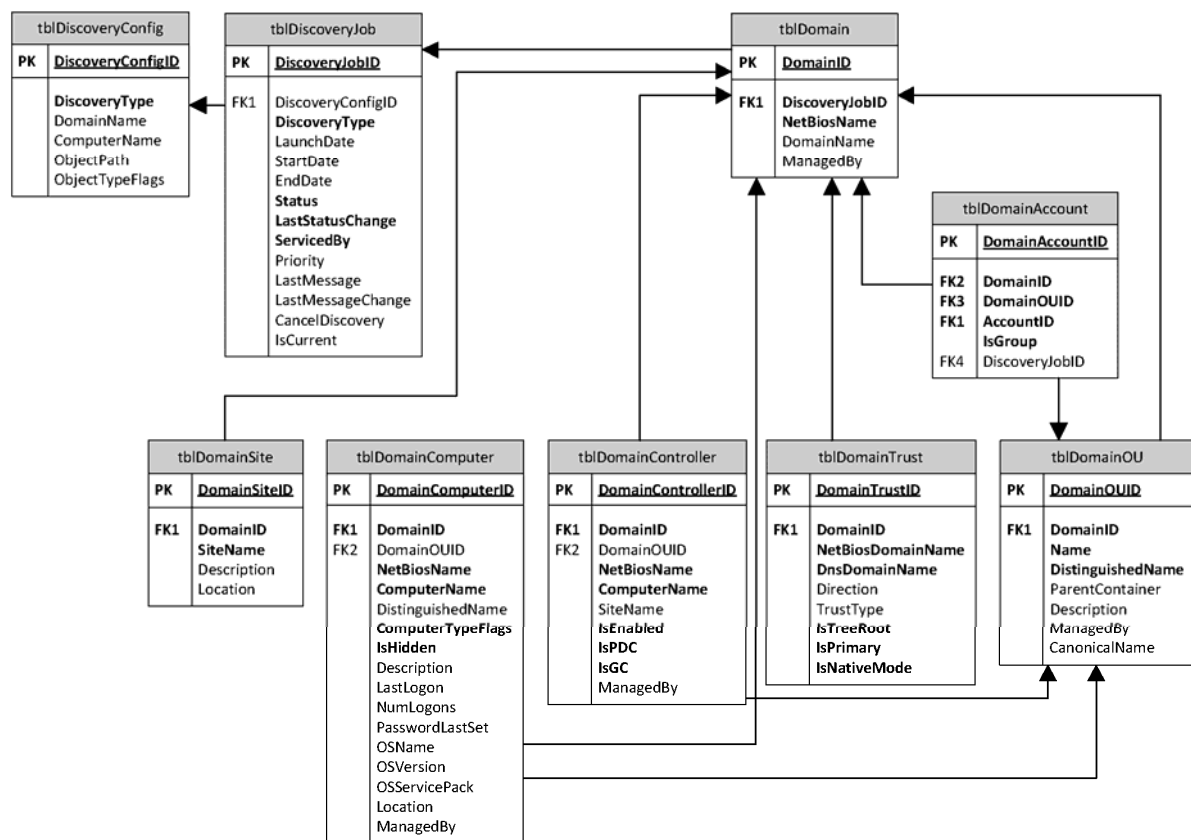 tblDiscoveryConfig
PK DiscoveryConfigID
DiscoveryType
DomainName
ComputerName
ObjectPath
ObjectTypeFlags
tblDiscoveryJob
PK DiscoveryJobID
FK1 DiscoveryConfigID
DiscoveryType
LaunchDate
StartDate
EndDate
Status
LastStatusChange
ServicedBy
Priority
LastMessage
LastMessageChange
CancelDiscovery
IsCurrent
tblDomain
PK DomainID
FK1 DiscoveryJobID
NetBiosName
DomainName
ManagedBy
tblDomainAccount
PK DomainAccountID
FK2 DomainID
FK3 DomainOUID
FK1 AccountID
IsGroup
FK4 DiscoveryJobID
tblDomainSite
PK DomainSiteID
FK1 DomainID
SiteName
Description
Location
tblDomainComputer
PK DomainComputerID
FK1 DomainID
FK2 DomainOUID
NetBiosName
ComputerName
DistinguishedName
ComputerTypeFlags
IsHidden
Description
LastLogon
NumLogons
PasswordLastSet
OSName
OSVersion
OSServicePack
Location
ManagedBy
tblDomainController
PK DomainControllerID
FK1 DomainID
FK2 DomainOUID
NetBiosName
ComputerName
SiteName
IsEnabled
IsPDC
IsGC
ManagedBy
tblDomainTrust
PK DomainTrustID
FK1 DomainID
NetBiosDomainName
DnsDomainName
Direction
TrustType
IsTreeRoot
IsPrimary
IsNativeMode
tblDomainOU
PK DomainOUID
FK1 DomainID
Name
DistinguishedName
ParentContainer
Description
ManagedBy
CanonicalName